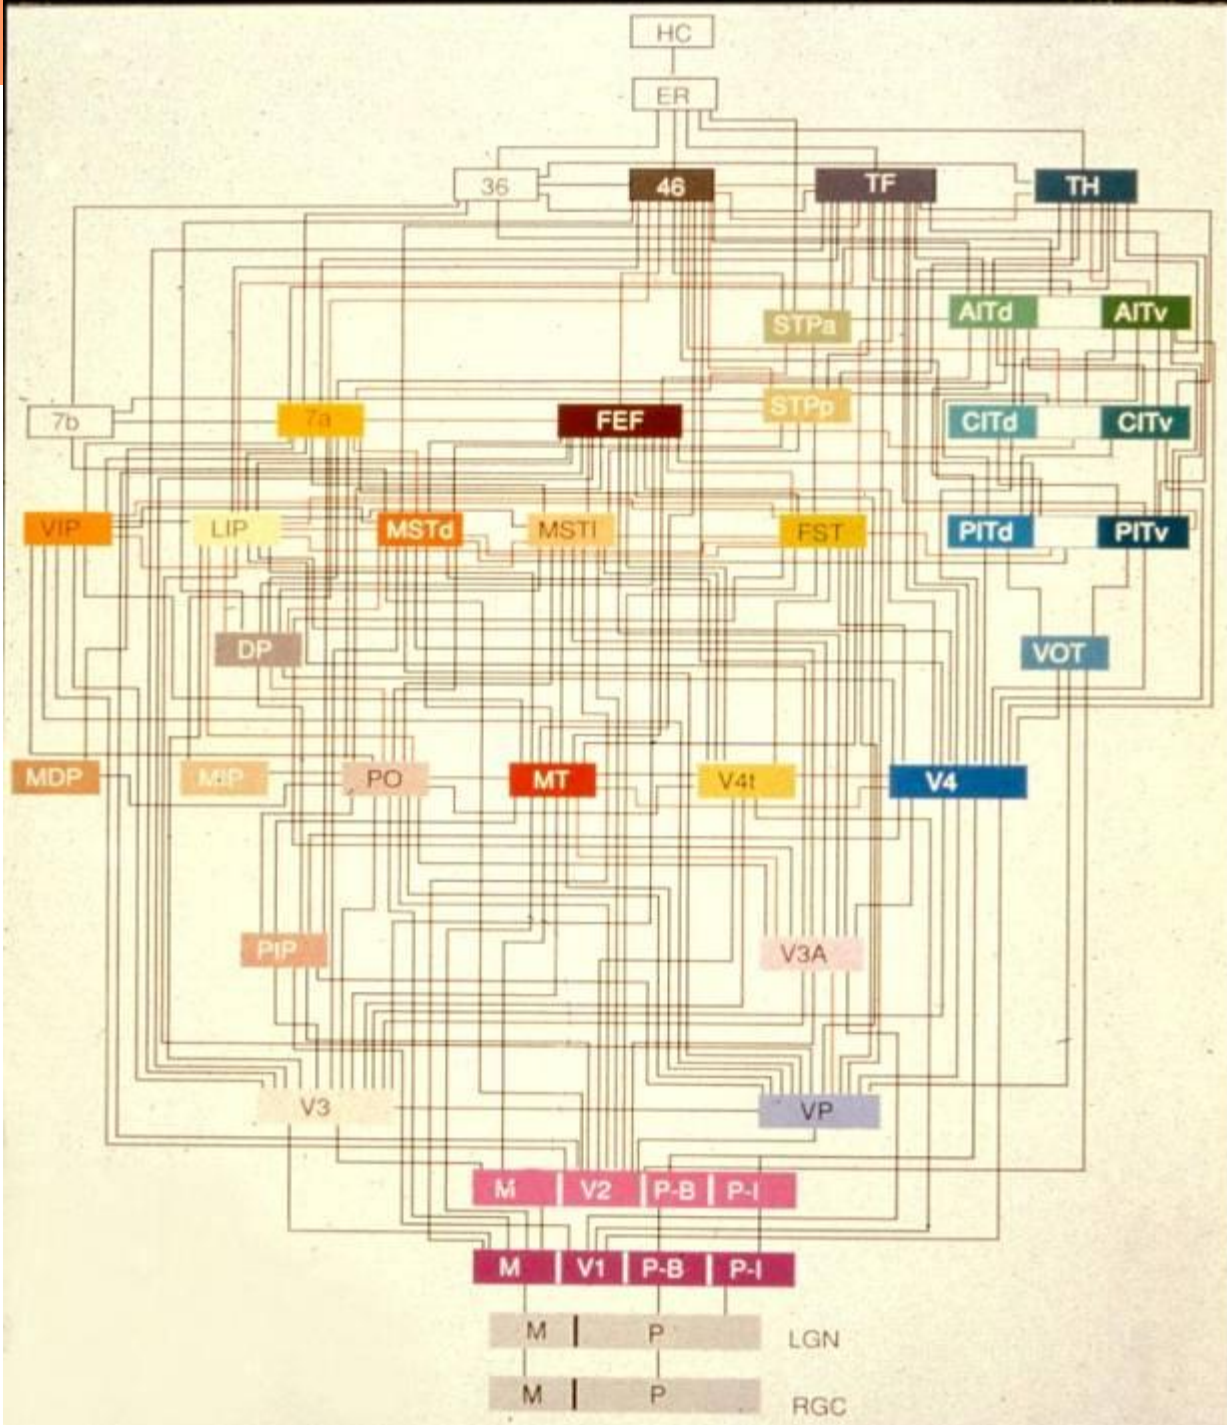 HC
ER
36 46 TF TH
STPa AITd AITv
7b 7a FEF STPp CITd CITv
VIP LIP MSTd MSTl FST PITd PITv
DP VOT
MDP MIP PO MT V4t V4
PIP V3A
V3 VP
M V2 P-B P-I
M V1 P-B P-I
M P LGN
M P RGC